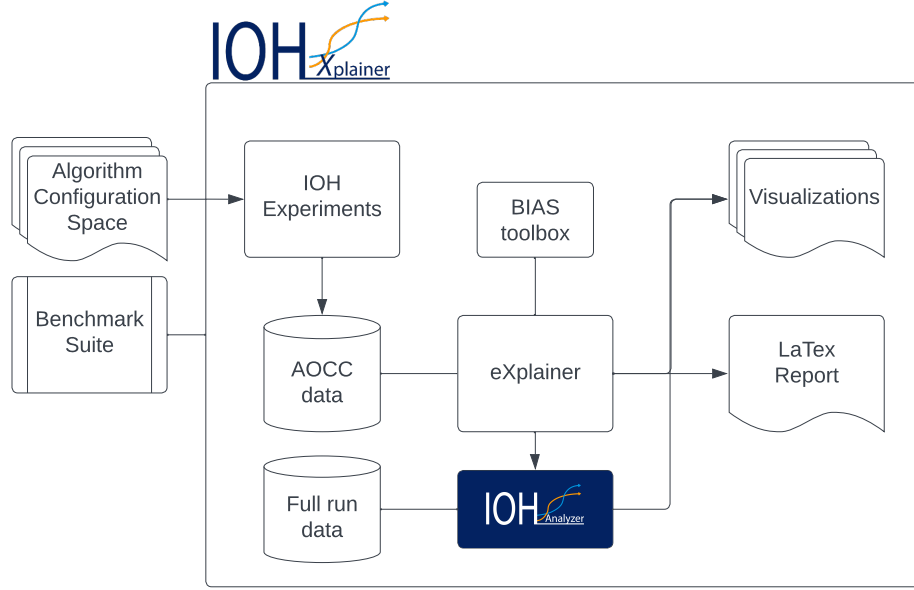 IOH
Xplainer
Algorithm
Configuration
Space
IOH
Experiments
BIAS
toolbox
Visualizations
Benchmark
Suite
AOCC
data
eXplainer
LaTex
Report
Full run
data
IOH
Analyzer